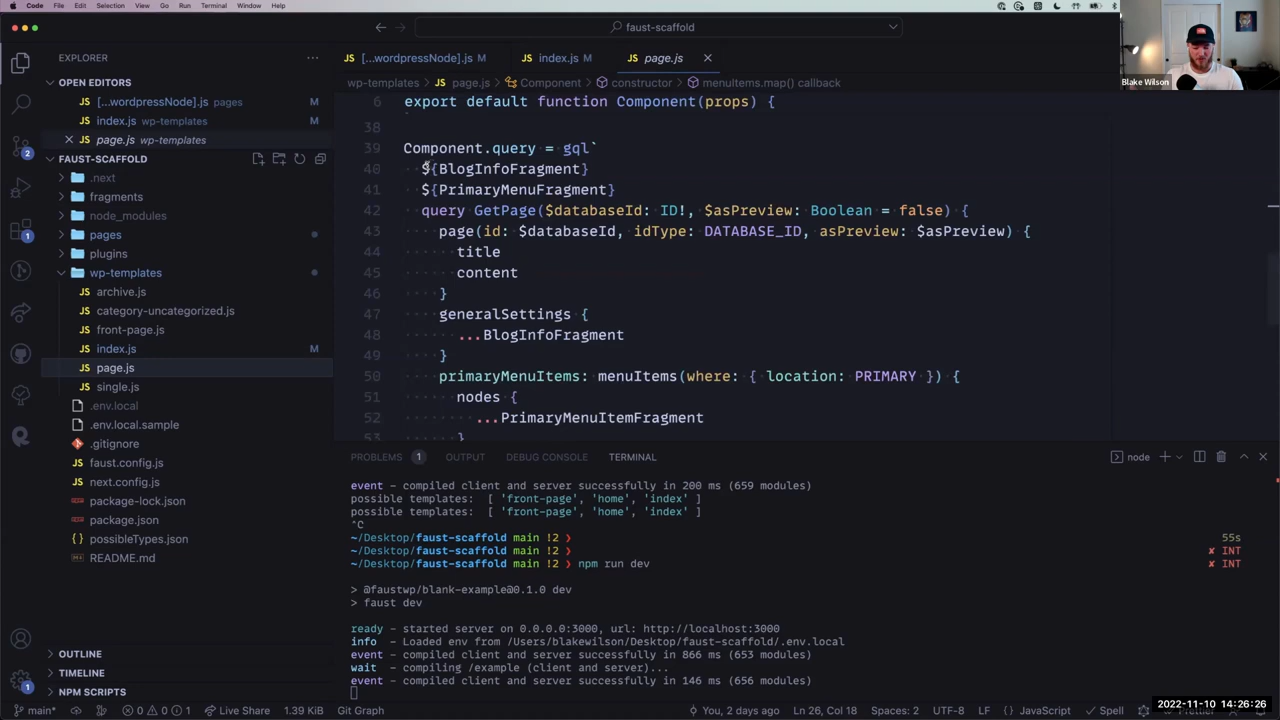 Code File Edit Selection View Go Run Terminal Window Help
faust-scaffold
Blake Wilson
EXPLORER
OPEN EDITORS
JS [...wordpressNode].js pages M
JS index.js wp-templates M
JS page.js wp-templates
FAUST-SCAFFOLD
.next
fragments
node_modules
pages
plugins
wp-templates
JS archive.js
JS category-uncategorized.js
JS front-page.js
JS index.js M
JS page.js
JS single.js
.env.local
.env.local.sample
.gitignore
faust.config.js
next.config.js
package-lock.json
package.json
possibleTypes.json
README.md
OUTLINE
TIMELINE
NPM SCRIPTS
2
1
1
JS [...wordpressNode].js M JS index.js M JS page.js
wp-templates JS page.js Component constructor menuItems.map() callback
6 export default function Component(props) {
38
39 Component.query = gql`
40 ${BlogInfoFragment}
41 ${PrimaryMenuFragment}
42 query GetPage($databaseId: ID!, $asPreview: Boolean = false) {
43 page(id: $databaseId, idType: DATABASE_ID, asPreview: $asPreview) {
44 title
45 content
46 }
47 generalSettings {
48 ...BlogInfoFragment
49 }
50 primaryMenuItems: menuItems(where: { location: PRIMARY }) {
51 nodes {
52 ...PrimaryMenuItemFragment
53 }
PROBLEMS 1 OUTPUT DEBUG CONSOLE TERMINAL node
event - compiled client and server successfully in 200 ms (659 modules)
possible templates: [ 'front-page', 'home', 'index' ]
possible templates: [ 'front-page', 'home', 'index' ]
^C
~/Desktop/faust-scaffold main !2 ❯ 55s
~/Desktop/faust-scaffold main !2 ❯ ✘ INT
~/Desktop/faust-scaffold main !2 ❯ npm run dev ✘ INT
> @faustwp/blank-example@0.1.0 dev
> faust dev
ready - started server on 0.0.0.0:3000, url: http://localhost:3000
info - Loaded env from /Users/blakewilson/Desktop/faust-scaffold/.env.local
event - compiled client and server successfully in 866 ms (653 modules)
wait - compiling /example (client and server)...
event - compiled client and server successfully in 146 ms (656 modules)
main* 0 0 1 Live Share 1.39 KiB Git Graph You, 2 days ago Ln 26, Col 18 Spaces: 2 UTF-8 LF JavaScript Spell
2022-11-10 14:26:26